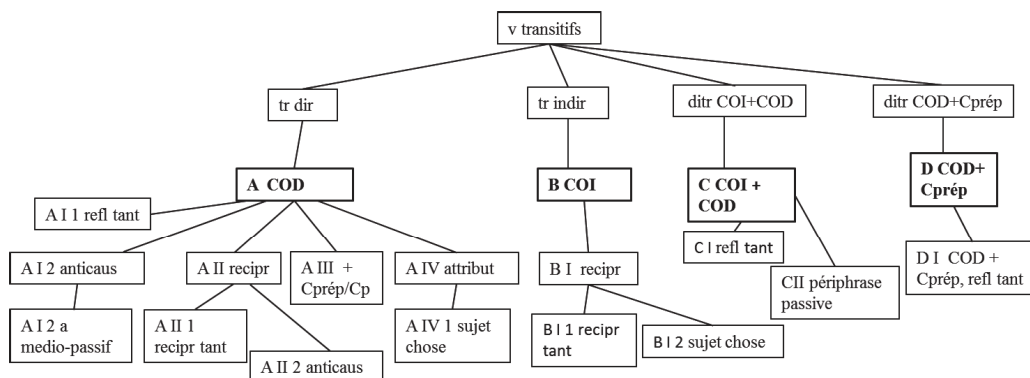 v transitifs
tr dir
tr indir
ditr COI+COD
ditr COD+Cprép
A COD
B COI
C COI +
COD
D COD+
Cprép
A I 1 refl tant
A I 2 anticaus
A II recipr
A III +
Cprép/Cp
A IV attribut
B I recipr
C I refl tant
CII périphrase
passive
D I COD +
Cprép, refl tant
A I 2 a
medio-passif
A II 1
recipr tant
A II 2 anticaus
A IV 1 sujet
chose
B I 1 recipr
tant
B I 2 sujet chose